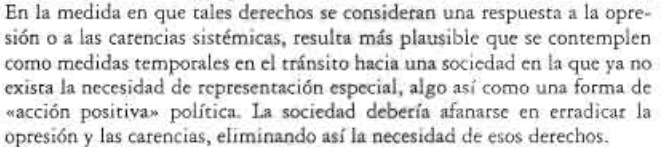 En la medida en que tales derechos se consideran una respuesta a la opre-
sión o a las carencias sistémicas, resulta más plausible que se contemplen
como medidas temporales en el tránsito hacia una sociedad en la que ya no
exista la necesidad de representación especial, algo así como una forma de
«acción positiva» política. La sociedad debería afanarse en erradicar la
opresión y las carencias, eliminando así la necesidad de esos derechos.